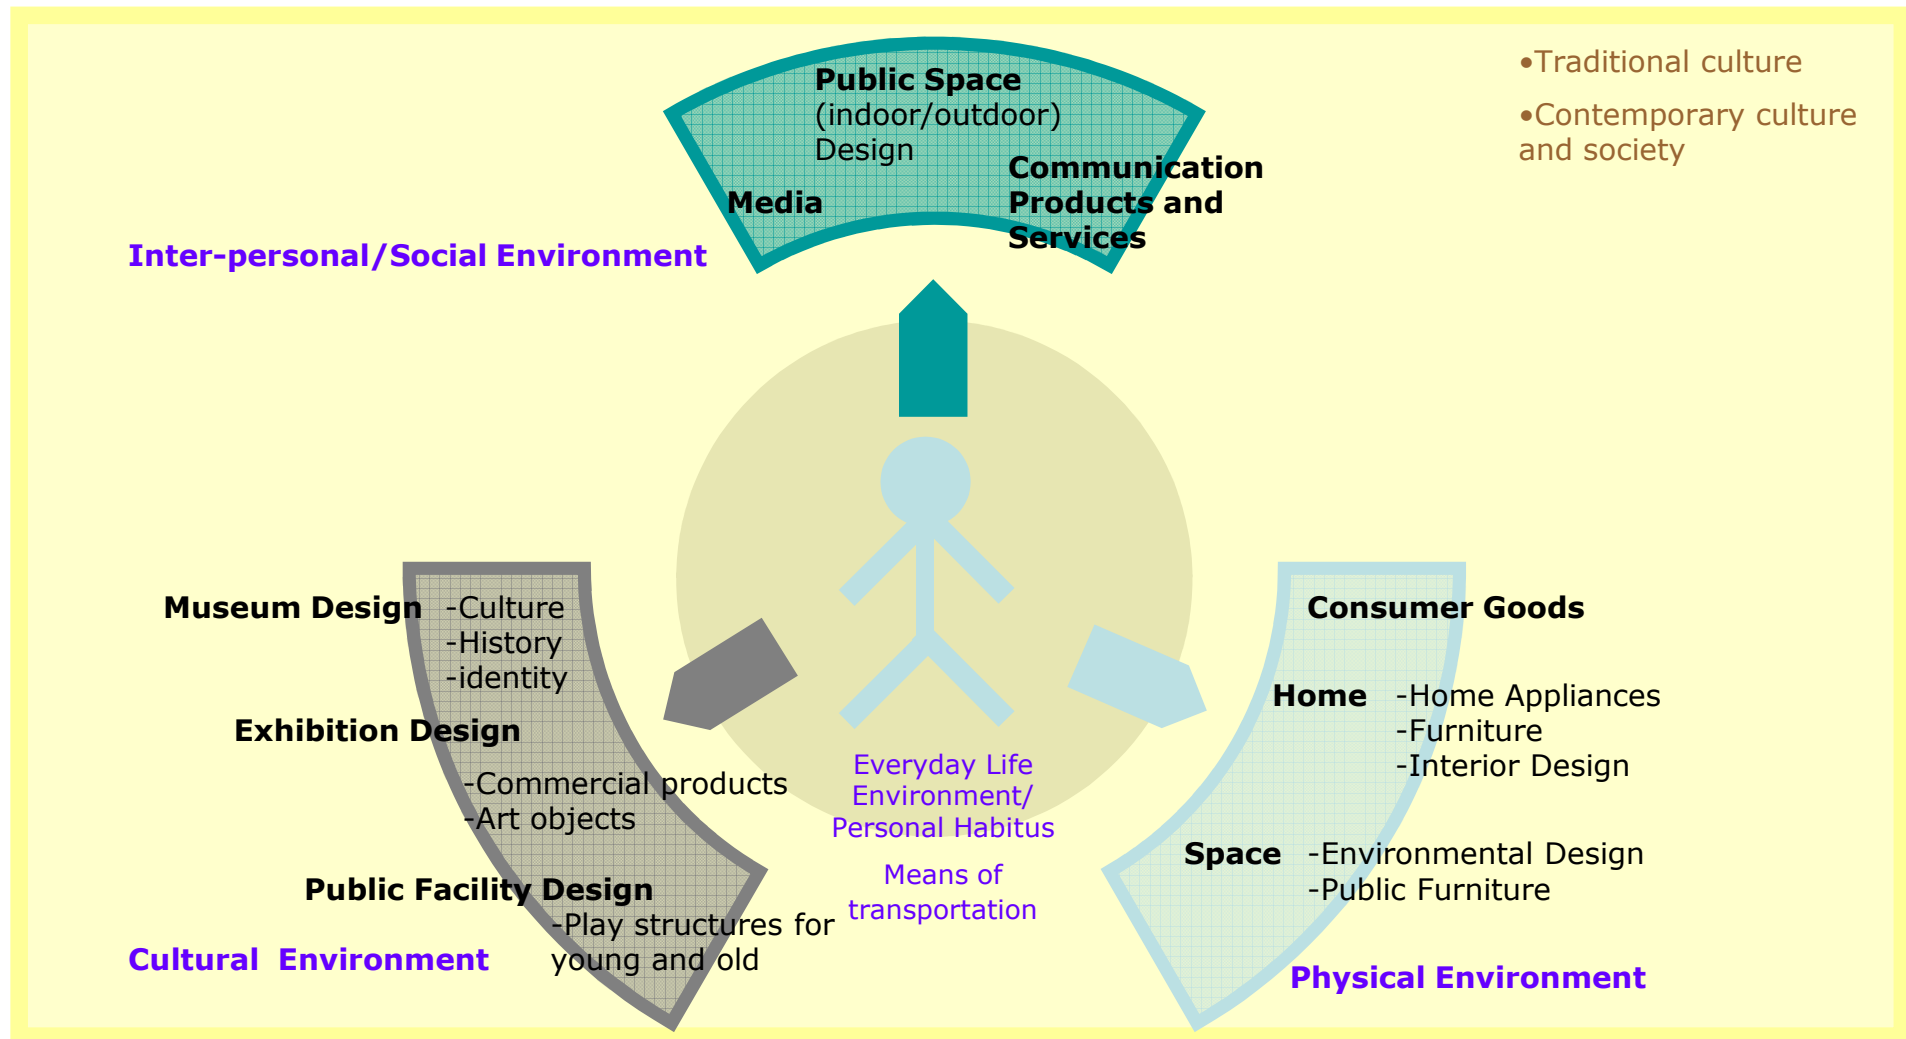 Public Space
(indoor/outdoor)
Design
Communication
Products and
Services
Media
•Traditional culture
•Contemporary culture
and society
Inter-personal/Social Environment
Museum Design -Culture
-History
-identity
Exhibition Design
-Commercial products
-Art objects
Public Facility Design
-Play structures for
young and old
Cultural Environment
Everyday Life
Environment/
Personal Habitus
Means of
transportation
Consumer Goods
Home -Home Appliances
-Furniture
-Interior Design
Space -Environmental Design
-Public Furniture
Physical Environment